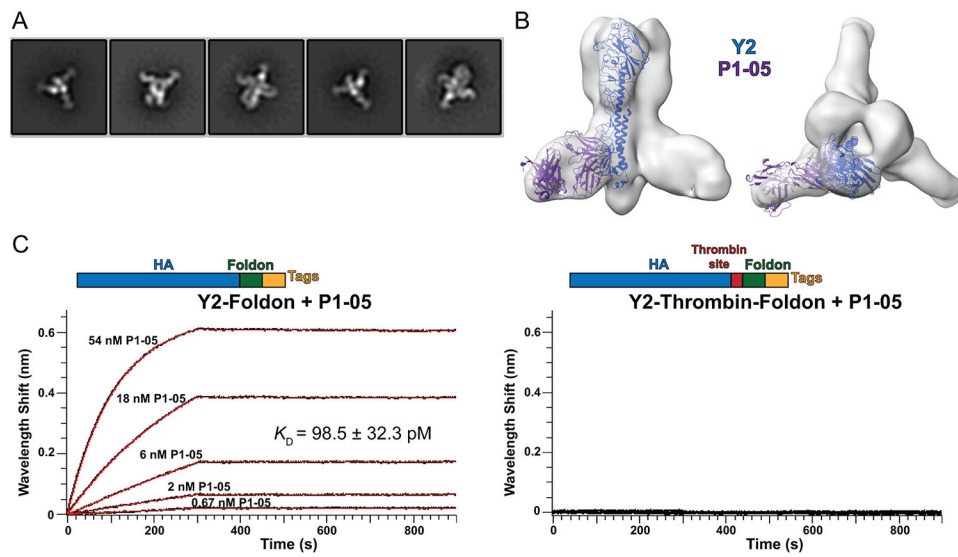 A
B
Y2
P1-05
C
HA
Foldon
Tags
Y2-Foldon + P1-05
Wavelength Shift (nm)
0.6
0.4
0.2
0
54 nM P1-05
18 nM P1-05
6 nM P1-05
2 nM P1-05
0.67 nM P1-05
KD = 98.5 ± 32.3 pM
0 200 400 600 800
Time (s)
Thrombin
site
HA
Foldon
Tags
Y2-Thrombin-Foldon + P1-05
Wavelength Shift (nm)
0.6
0.4
0.2
0
0 200 400 600 800
Time (s)